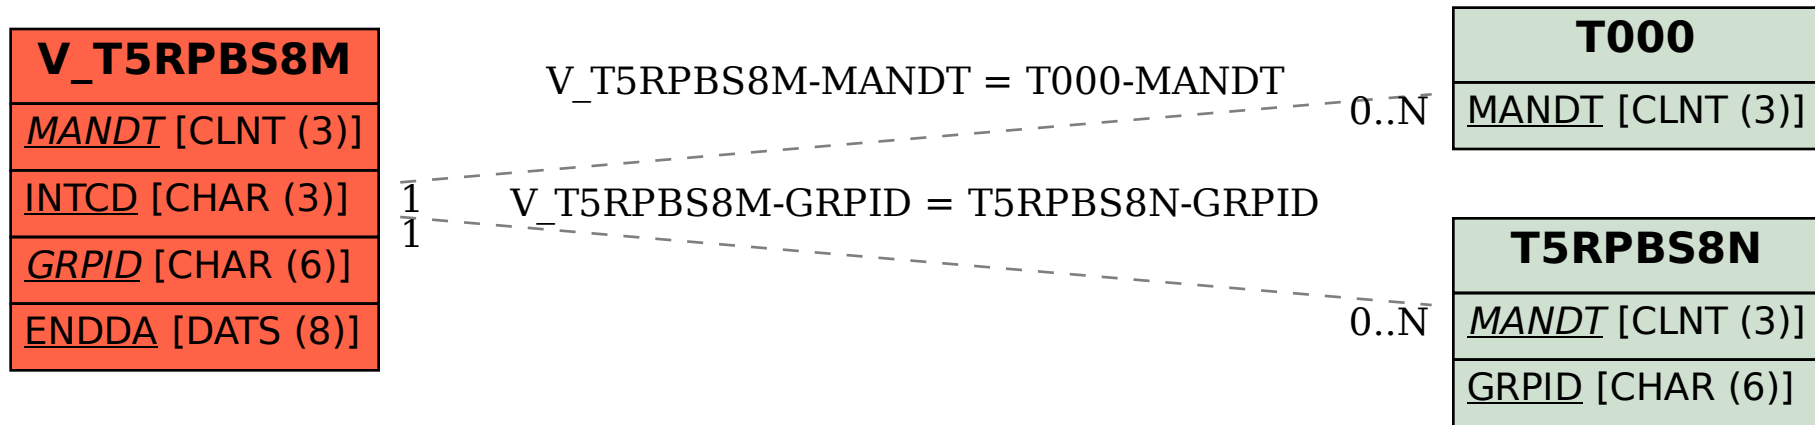 V_T5RPBS8M
MANDT [CLNT (3)]
INTCD [CHAR (3)]
GRPID [CHAR (6)]
ENDDA [DATS (8)]
V_T5RPBS8M-MANDT = T000-MANDT
0..N
1
V_T5RPBS8M-GRPID = T5RPBS8N-GRPID
1
0..N
T000
MANDT [CLNT (3)]
T5RPBS8N
MANDT [CLNT (3)]
GRPID [CHAR (6)]